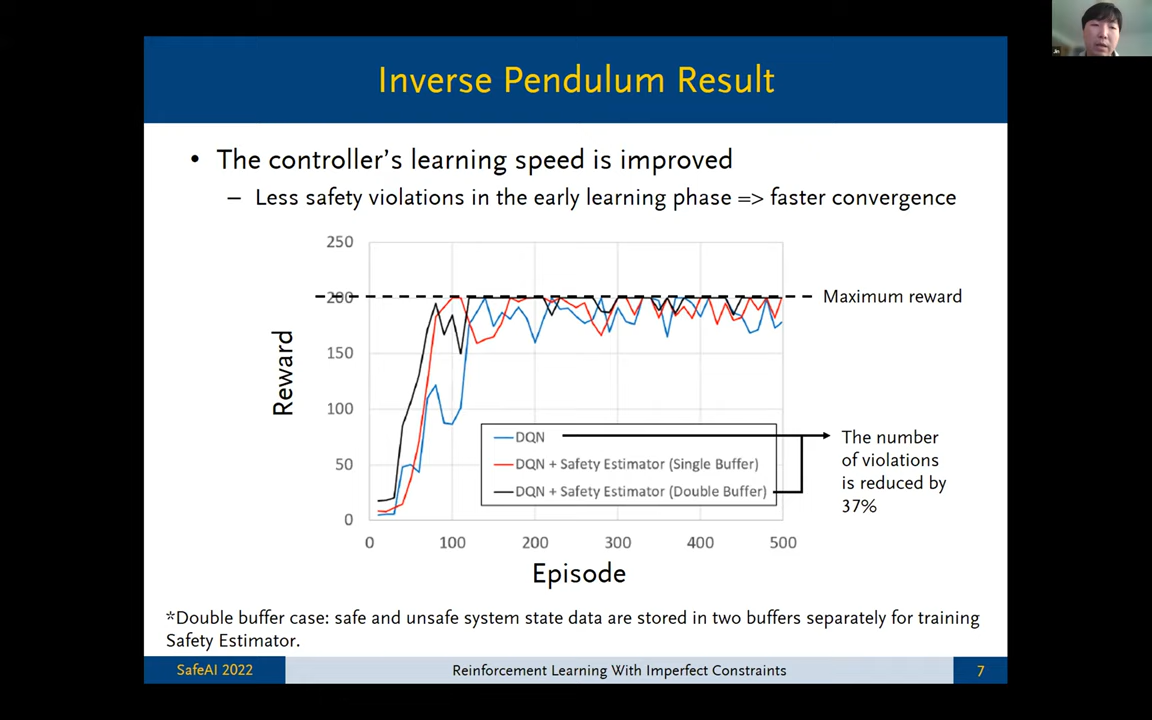 Inverse Pendulum Result
• The controller's learning speed is improved
– Less safety violations in the early learning phase => faster convergence
250
200
150
100
50
0
Reward
Maximum reward
DQN
DQN + Safety Estimator (Single Buffer)
DQN + Safety Estimator (Double Buffer)
The number
of violations
is reduced by
37%
0 100 200 300 400 500
Episode
*Double buffer case: safe and unsafe system state data are stored in two buffers separately for training
Safety Estimator.
SafeAI 2022 Reinforcement Learning With Imperfect Constraints 7